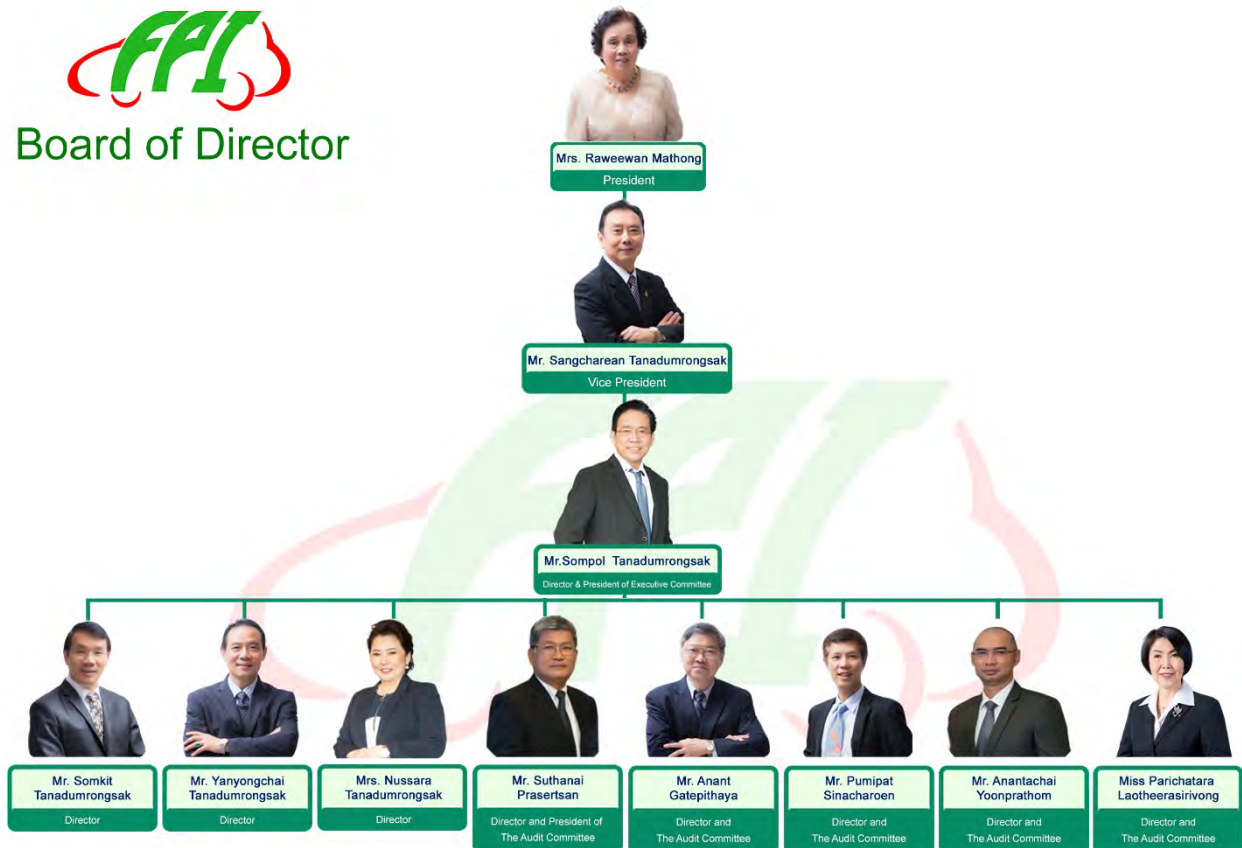 FPI
Board of Director
Mrs. Raweewan Mathong
President
Mr. Sangcharean Tanadumrongsak
Vice President
Mr.Sompol Tanadumrongsak
Director & President of Executive Committee
Mr. Somkit
Tanadumrongsak
Director
Mr. Yanyongchai
Tanadumrongsak
Director
Mrs. Nussara
Tanadumrongsak
Director
Mr. Suthanai
Prasertsan
Director and President of
The Audit Committee
Mr. Anant
Gatepithaya
Director and
The Audit Committee
Mr. Pumipat
Sinacharoen
Director and
The Audit Committee
Mr. Anantachai
Yoonprathom
Director and
The Audit Committee
Miss Parichatara
Laotheerasirivong
Director and
The Audit Committee
FPI